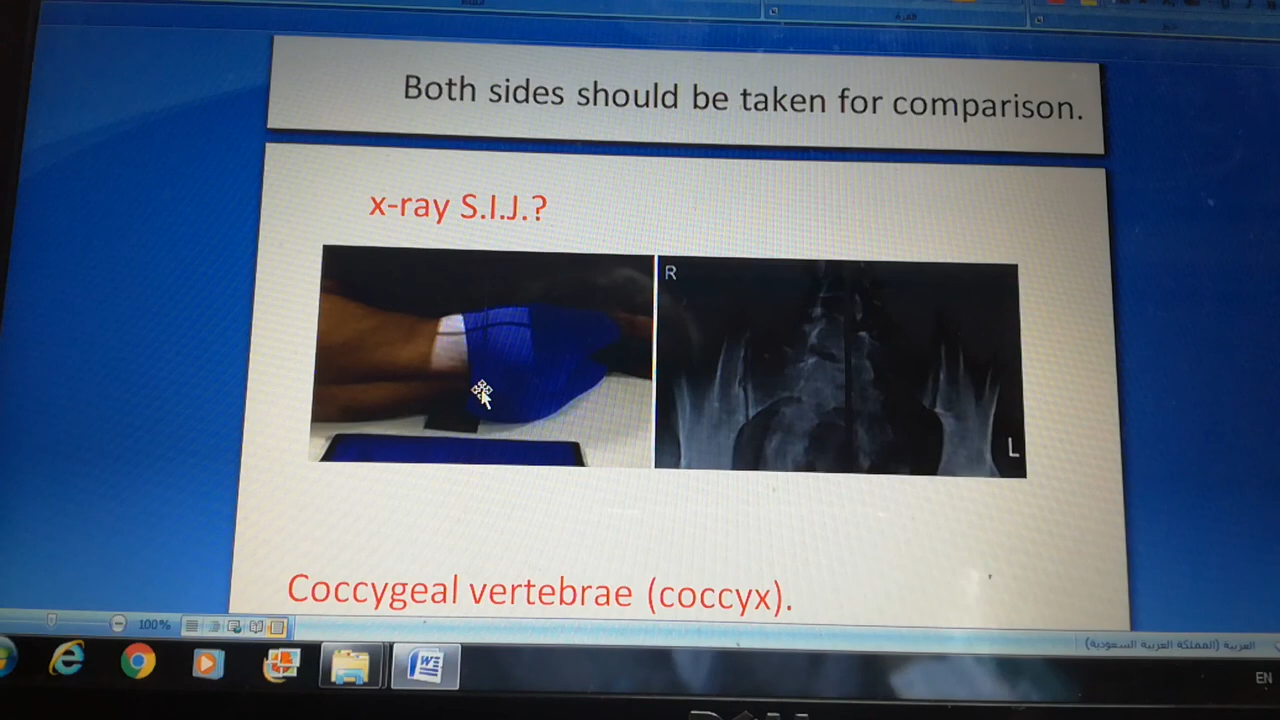 Both sides should be taken for comparison.
x-ray S.I.J.?
R
L
Coccygeal vertebrae (coccyx).
100%
العربية (المملكة العربية السعودية)
EN